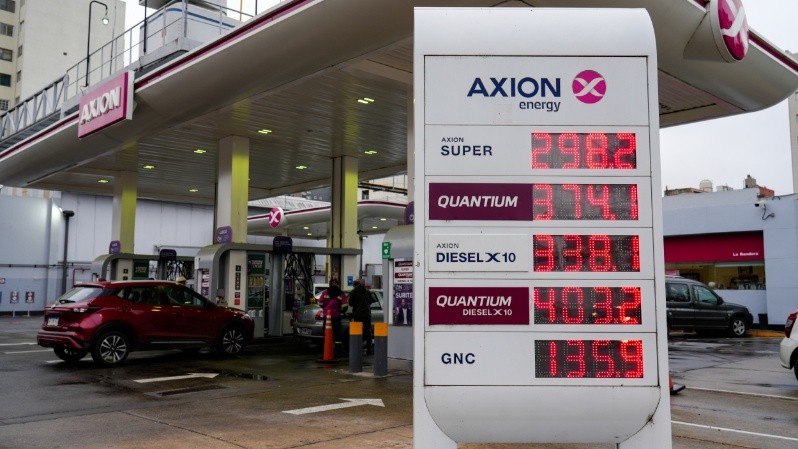 AXION
AXION
energy
AXION
SUPER 298.2
QUANTIUM 374.1
AXION
DIESEL X10 338.1
QUANTIUM 403.2
DIESEL X10
GNC 135.9